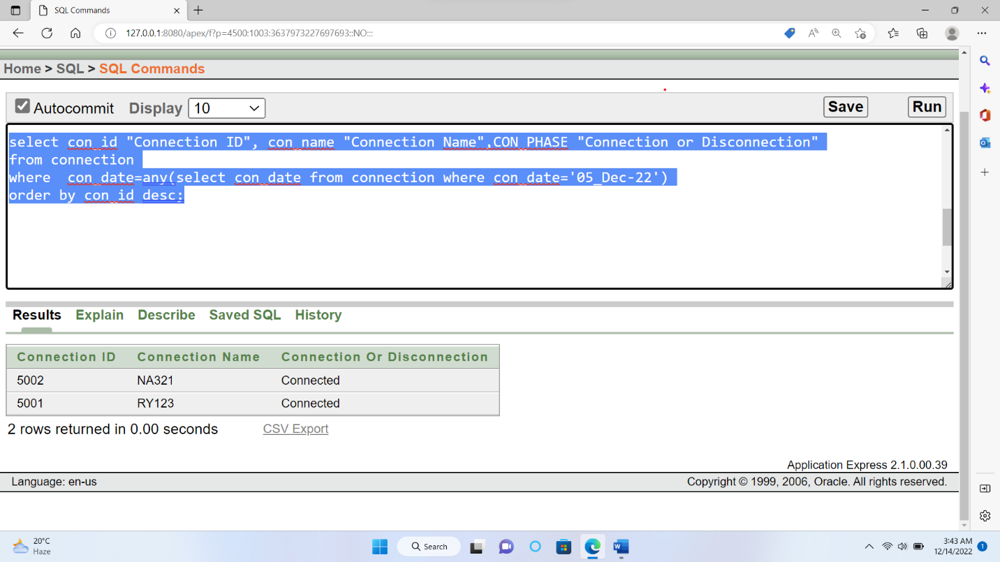 SQL Commands
127.0.0.1:8080/apex/f?p=4500:1003:3637973227697693::NO:::
Home > SQL > SQL Commands
Autocommit Display 10 Save Run
select con_id "Connection ID", con_name "Connection Name",CON_PHASE "Connection or Disconnection"
from connection
where  con_date=any(select con_date from connection where con_date='05_Dec-22')
order by con_id desc;
Results Explain Describe Saved SQL History
Connection ID Connection Name Connection Or Disconnection
5002 NA321 Connected
5001 RY123 Connected
2 rows returned in 0.00 seconds CSV Export
Application Express 2.1.0.00.39
Language: en-us Copyright © 1999, 2006, Oracle. All rights reserved.
20°C
Haze
Search
3:43 AM
12/14/2022
1